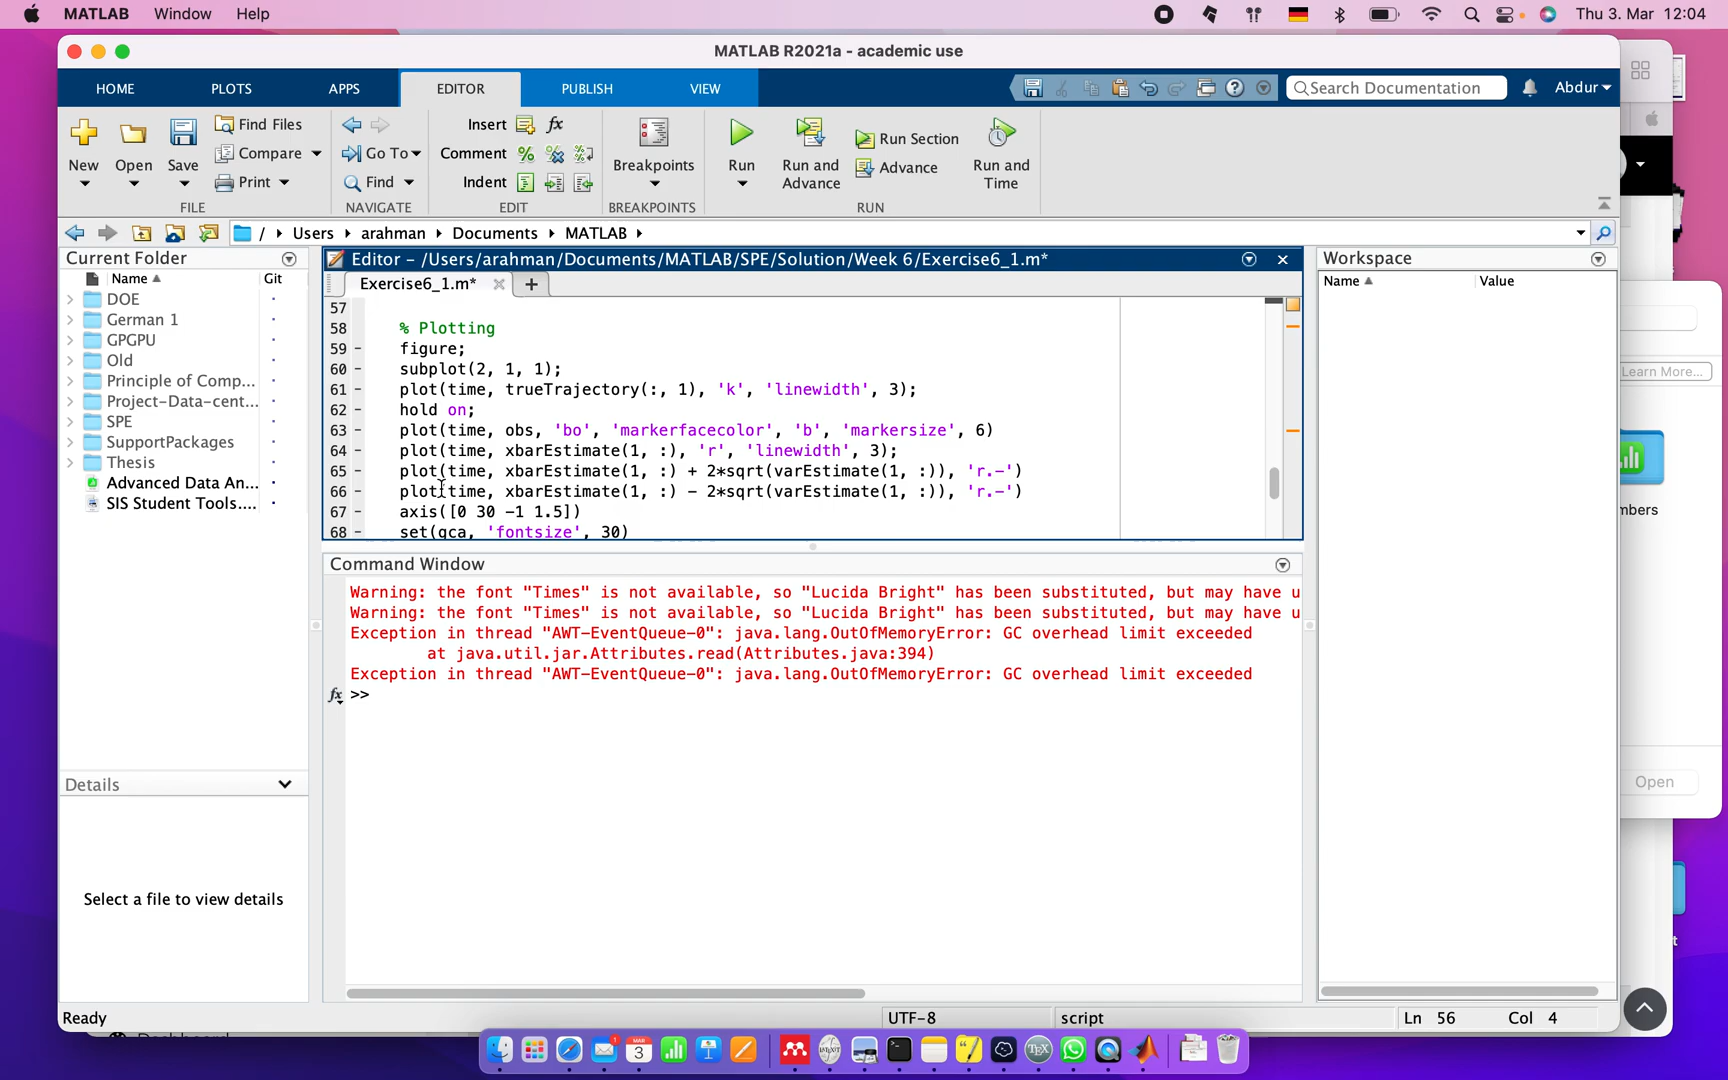 MATLAB Window Help Thu 3. Mar 12:04
MATLAB R2021a - academic use
HOME PLOTS APPS EDITOR PUBLISH VIEW Search Documentation Abdur
New Open Save Find Files Compare Print
FILE
Go To Find
NAVIGATE
Insert fx
Comment
Indent
EDIT
Breakpoints
BREAKPOINTS
Run Run and Advance Run Section Advance Run and Time
RUN
/ Users arahman Documents MATLAB
Current Folder
Name Git
DOE
German 1
GPGPU
Old
Principle of Comp...
Project-Data-cent...
SPE
SupportPackages
Thesis
Advanced Data An...
SIS Student Tools....
Details
Select a file to view details
Editor - /Users/arahman/Documents/MATLAB/SPE/Solution/Week 6/Exercise6_1.m*
Exercise6_1.m*
57
58 % Plotting
59 - figure;
60 - subplot(2, 1, 1);
61 - plot(time, trueTrajectory(:, 1), 'k', 'linewidth', 3);
62 - hold on;
63 - plot(time, obs, 'bo', 'markerfacecolor', 'b', 'markersize', 6)
64 - plot(time, xbarEstimate(1, :), 'r', 'linewidth', 3);
65 - plot(time, xbarEstimate(1, :) + 2*sqrt(varEstimate(1, :)), 'r.-')
66 - plot(time, xbarEstimate(1, :) - 2*sqrt(varEstimate(1, :)), 'r.-')
67 - axis([0 30 -1 1.5])
68 - set(gca, 'fontsize', 30)
Command Window
Warning: the font "Times" is not available, so "Lucida Bright" has been substituted, but may have u
Warning: the font "Times" is not available, so "Lucida Bright" has been substituted, but may have u
Exception in thread "AWT-EventQueue-0": java.lang.OutOfMemoryError: GC overhead limit exceeded
at java.util.jar.Attributes.read(Attributes.java:394)
Exception in thread "AWT-EventQueue-0": java.lang.OutOfMemoryError: GC overhead limit exceeded
fx >>
Workspace
Name Value
Learn More...
mbers
Open
Ready UTF-8 script Ln 56 Col 4
MAR 3
TEX